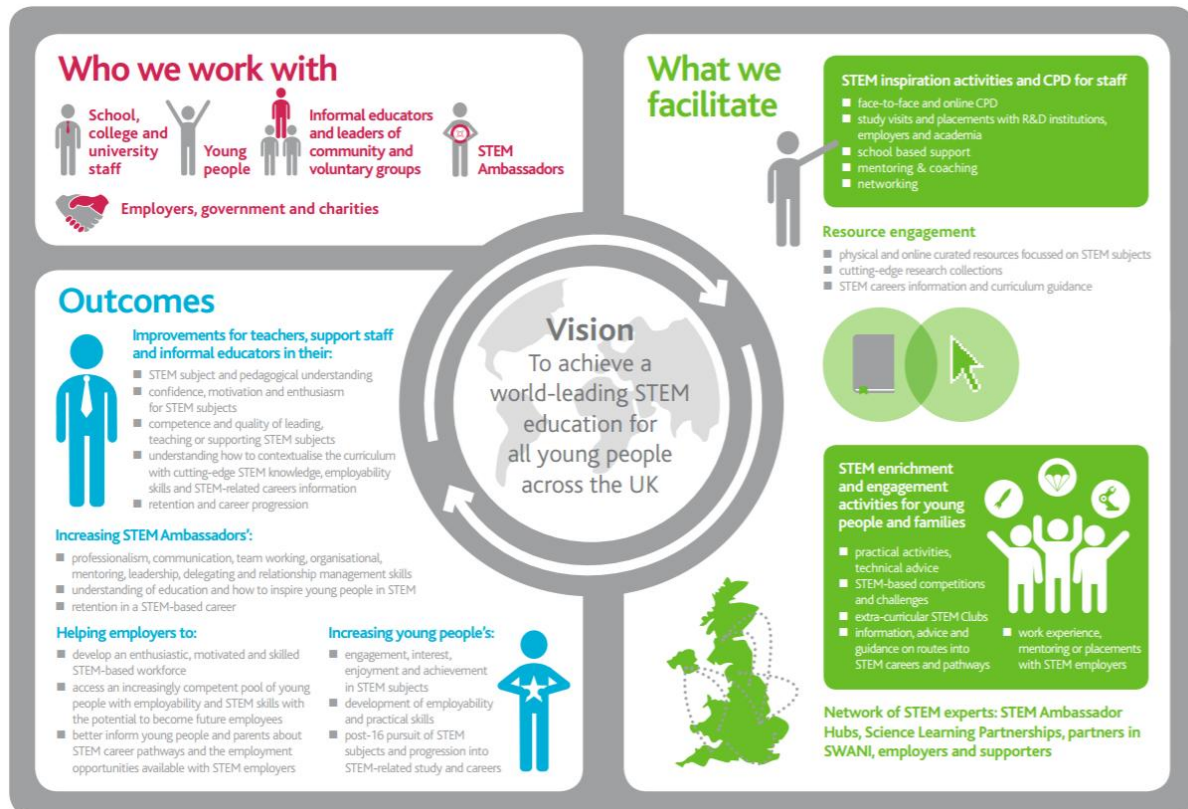 Who we work with
School,
college and
university
staff
Young
people
Informal educators
and leaders of
community and
voluntary groups
STEM
Ambassadors
Employers, government and charities
What we
facilitate
STEM inspiration activities and CPD for staff
■ face-to-face and online CPD
■ study visits and placements with R&D institutions,
employers and academia
■ school based support
■ mentoring & coaching
■ networking
Resource engagement
■ physical and online curated resources focussed on STEM subjects
■ cutting-edge research collections
■ STEM careers information and curriculum guidance
Vision
To achieve a
world-leading STEM
education for
all young people
across the UK
Outcomes
Improvements for teachers, support staff
and informal educators in their:
■ STEM subject and pedagogical understanding
■ confidence, motivation and enthusiasm
for STEM subjects
■ competence and quality of leading,
teaching or supporting STEM subjects
■ understanding how to contextualise the curriculum
with cutting-edge STEM knowledge, employability
skills and STEM-related careers information
■ retention and career progression
Increasing STEM Ambassadors':
■ professionalism, communication, team working, organisational,
mentoring, leadership, delegating and relationship management skills
■ understanding of education and how to inspire young people in STEM
■ retention in a STEM-based career
Helping employers to:
■ develop an enthusiastic, motivated and skilled
STEM-based workforce
■ access an increasingly competent pool of young
people with employability and STEM skills with
the potential to become future employees
■ better inform young people and parents about
STEM career pathways and the employment
opportunities available with STEM employers
Increasing young people's:
■ engagement, interest,
enjoyment and achievement
in STEM subjects
■ development of employability
and practical skills
■ post-16 pursuit of STEM
subjects and progression into
STEM-related study and careers
STEM enrichment
and engagement
activities for young
people and families
■ practical activities,
technical advice
■ STEM-based competitions
and challenges
■ extra-curricular STEM Clubs
■ information, advice and
guidance on routes into
STEM careers and pathways
■ work experience,
mentoring or placements
with STEM employers
Network of STEM experts: STEM Ambassador
Hubs, Science Learning Partnerships, partners in
SWANI, employers and supporters